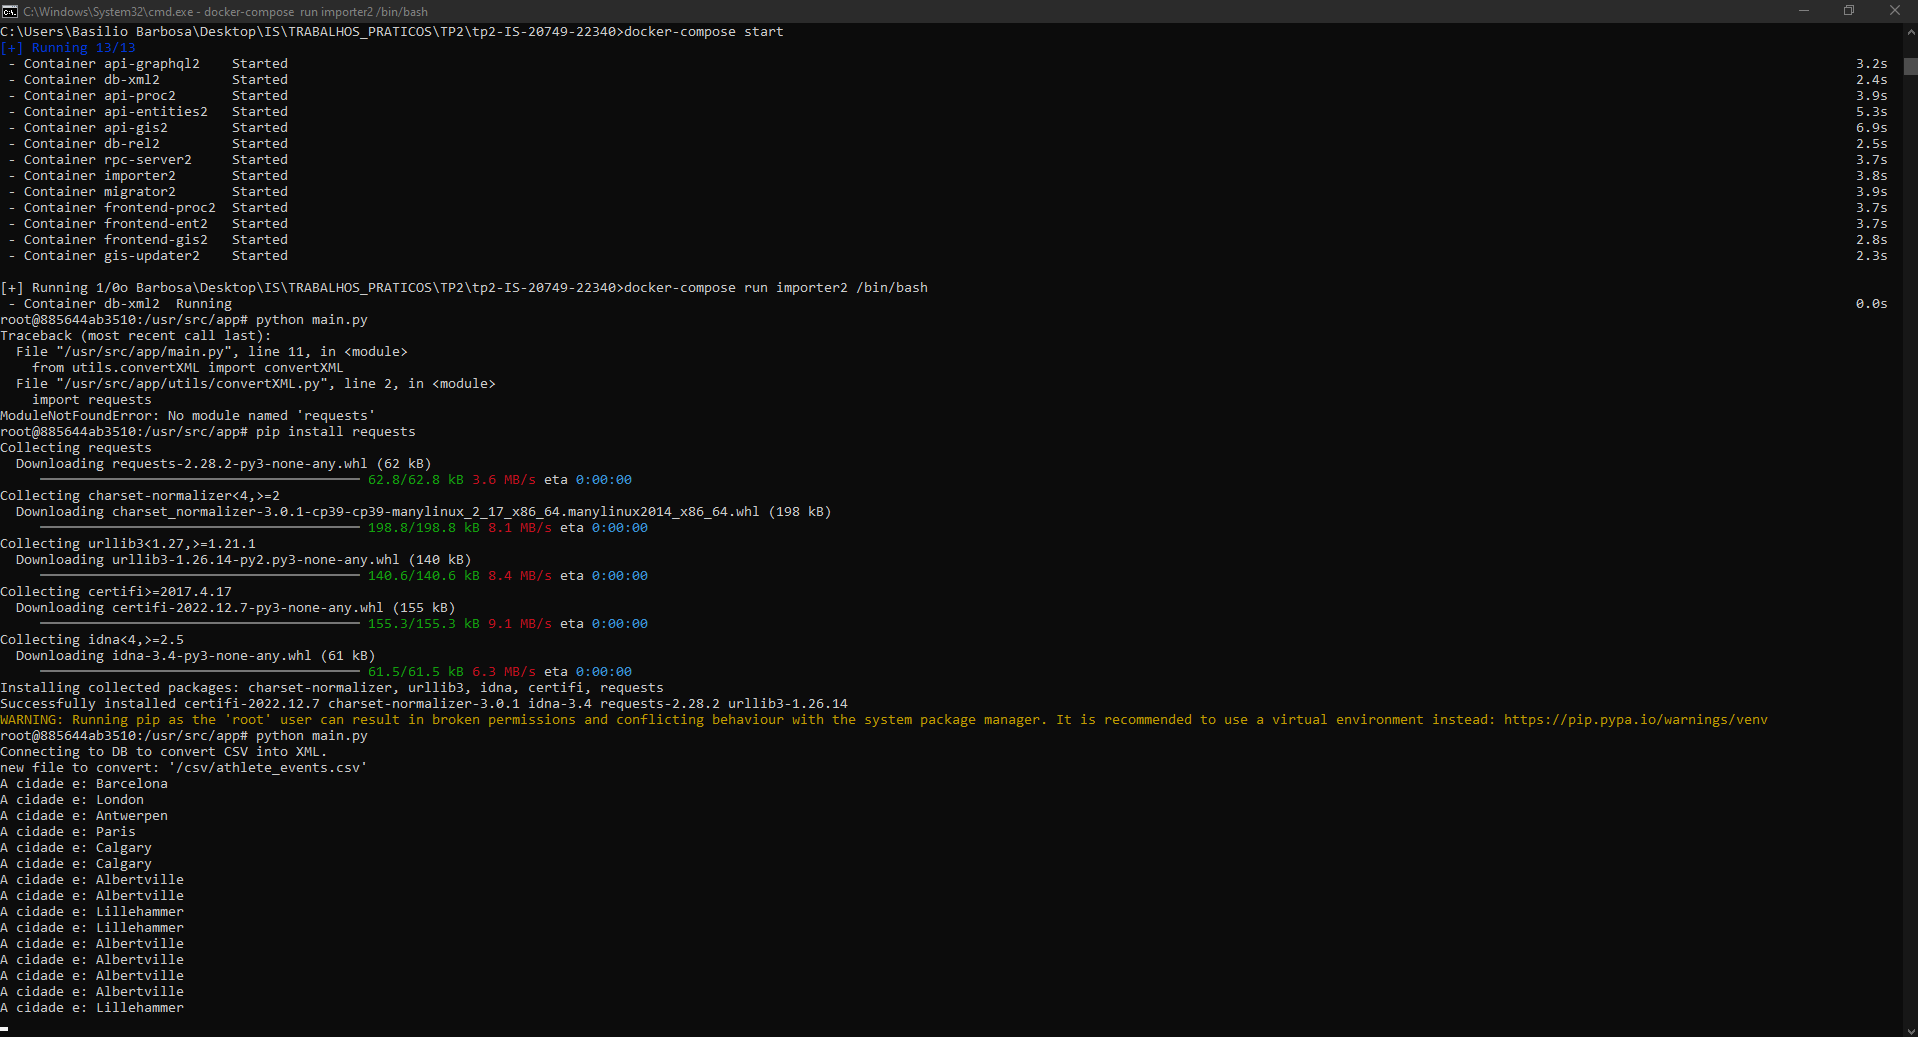 C:\Windows\System32\cmd.exe - docker-compose run importer2 /bin/bash
C:\Users\Basilio Barbosa\Desktop\IS\TRABALHOS_PRATICOS\TP2\tp2-IS-20749-22340>docker-compose start
[+] Running 13/13
- Container api-graphql2 Started 3.2s
- Container db-xml2 Started 2.4s
- Container api-proc2 Started 3.9s
- Container api-entities2 Started 5.3s
- Container api-gis2 Started 6.9s
- Container db-rel2 Started 2.5s
- Container rpc-server2 Started 3.7s
- Container importer2 Started 3.8s
- Container migrator2 Started 3.9s
- Container frontend-proc2 Started 3.7s
- Container frontend-ent2 Started 3.7s
- Container frontend-gis2 Started 2.8s
- Container gis-updater2 Started 2.3s
[+] Running 1/0o Barbosa\Desktop\IS\TRABALHOS_PRATICOS\TP2\tp2-IS-20749-22340>docker-compose run importer2 /bin/bash
- Container db-xml2 Running 0.0s
root@885644ab3510:/usr/src/app# python main.py
Traceback (most recent call last):
File "/usr/src/app/main.py", line 11, in <module>
from utils.convertXML import convertXML
File "/usr/src/app/utils/convertXML.py", line 2, in <module>
import requests
ModuleNotFoundError: No module named 'requests'
root@885644ab3510:/usr/src/app# pip install requests
Collecting requests
Downloading requests-2.28.2-py3-none-any.whl (62 kB)
62.8/62.8 kB 3.6 MB/s eta 0:00:00
Collecting charset-normalizer<4,>=2
Downloading charset_normalizer-3.0.1-cp39-cp39-manylinux_2_17_x86_64.manylinux2014_x86_64.whl (198 kB)
198.8/198.8 kB 8.1 MB/s eta 0:00:00
Collecting urllib3<1.27,>=1.21.1
Downloading urllib3-1.26.14-py2.py3-none-any.whl (140 kB)
140.6/140.6 kB 8.4 MB/s eta 0:00:00
Collecting certifi>=2017.4.17
Downloading certifi-2022.12.7-py3-none-any.whl (155 kB)
155.3/155.3 kB 9.1 MB/s eta 0:00:00
Collecting idna<4,>=2.5
Downloading idna-3.4-py3-none-any.whl (61 kB)
61.5/61.5 kB 6.3 MB/s eta 0:00:00
Installing collected packages: charset-normalizer, urllib3, idna, certifi, requests
Successfully installed certifi-2022.12.7 charset-normalizer-3.0.1 idna-3.4 requests-2.28.2 urllib3-1.26.14
WARNING: Running pip as the 'root' user can result in broken permissions and conflicting behaviour with the system package manager. It is recommended to use a virtual environment instead: https://pip.pypa.io/warnings/venv
root@885644ab3510:/usr/src/app# python main.py
Connecting to DB to convert CSV into XML.
new file to convert: '/csv/athlete_events.csv'
A cidade e: Barcelona
A cidade e: London
A cidade e: Antwerpen
A cidade e: Paris
A cidade e: Calgary
A cidade e: Calgary
A cidade e: Albertville
A cidade e: Albertville
A cidade e: Lillehammer
A cidade e: Lillehammer
A cidade e: Albertville
A cidade e: Albertville
A cidade e: Albertville
A cidade e: Albertville
A cidade e: Lillehammer